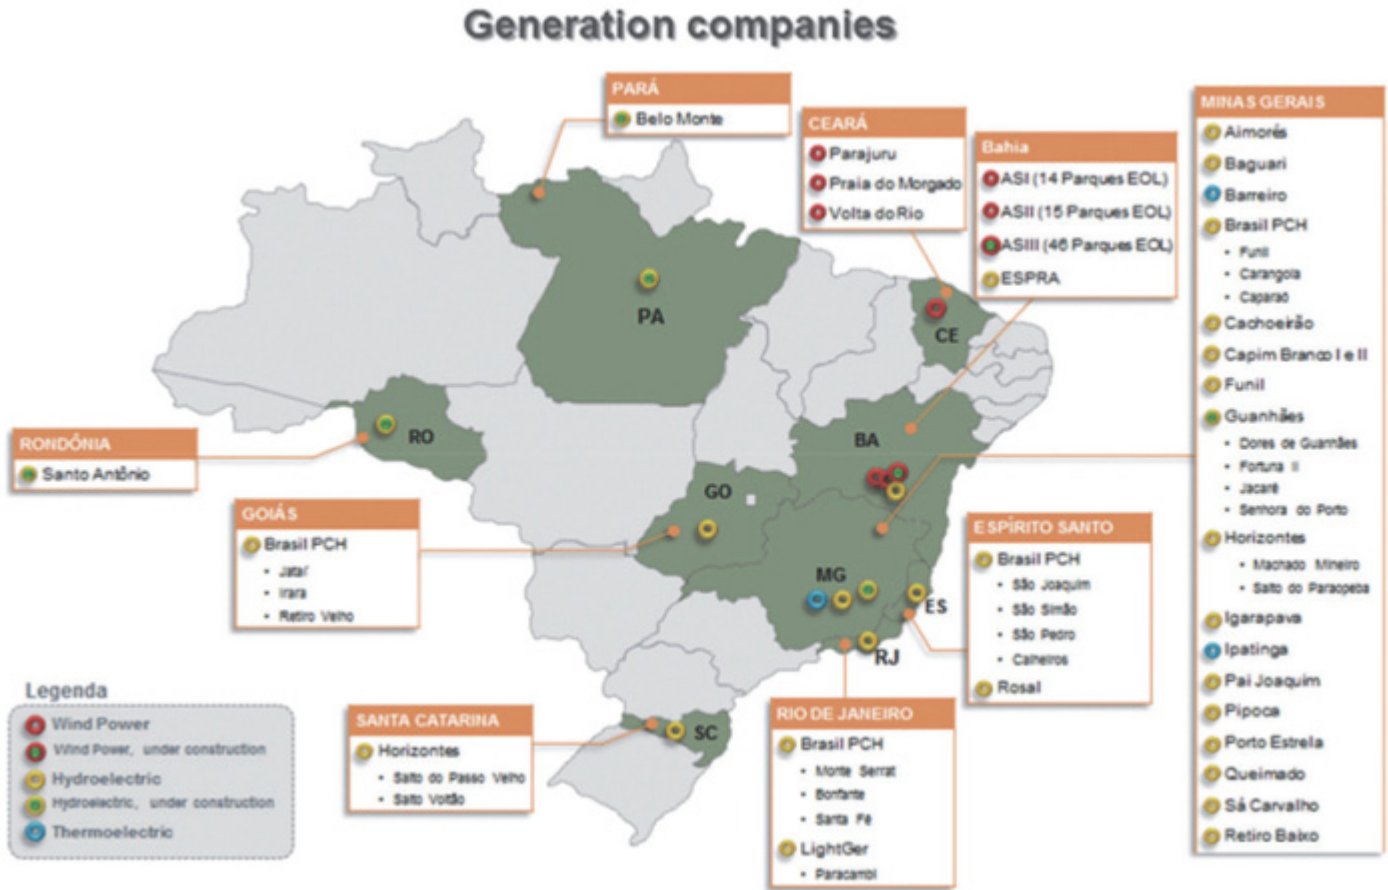 Generation companies
PARÁ
Belo Monte
CEARÁ
Parajuru
Praia do Morgado
Volta do Rio
Bahia
ASI (14 Parques EOL)
ASII (15 Parques EOL)
ASIII (46 Parques EOL)
ESPRA
MINAS GERAIS
Aimorés
Baguari
Barreiro
Brasil PCH
• Funil
• Carangola
• Caparaó
Cachoeirão
Capim Branco I e II
Funil
Guanhães
• Dores de Guanhães
• Fortuna II
• Jacaré
• Senhora do Porto
Horizontes
• Machado Mineiro
• Salto do Paraopeba
Igarapava
Ipatinga
Pai Joaquim
Pipoca
Porto Estrela
Queimado
Sá Carvalho
Retiro Baixo
PA
CE
RO
BA
GO
MG
ES
RJ
SC
RONDÔNIA
Santo Antônio
GOIÁS
Brasil PCH
• Jataí
• Irara
• Retiro Velho
ESPÍRITO SANTO
Brasil PCH
• São Joaquim
• São Simão
• São Pedro
• Calheiros
Rosal
SANTA CATARINA
Horizontes
• Salto do Passo Velho
• Salto Voltão
RIO DE JANEIRO
Brasil PCH
• Monte Serrat
• Bonfante
• Santa Fé
LightGer
• Paracambi
Legenda
Wind Power
Wind Power, under construction
Hydroelectric
Hydroelectric, under construction
Thermoelectric